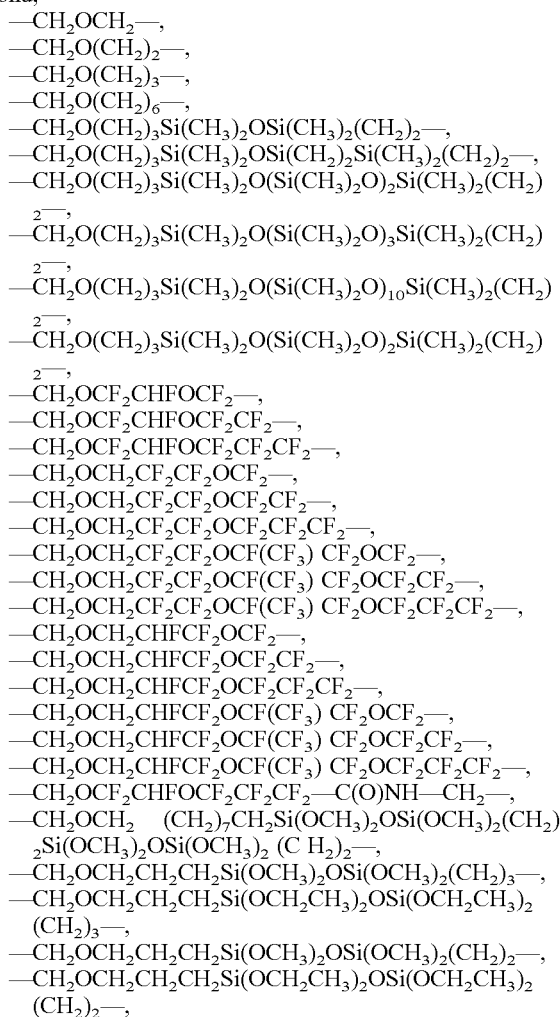 —CH₂OCH₂—,
—CH₂O(CH₂)₂—,
—CH₂O(CH₂)₃—,
—CH₂O(CH₂)₆—,
—CH₂O(CH₂)₃Si(CH₃)₂OSi(CH₃)₂(CH₂)₂—,
—CH₂O(CH₂)₃Si(CH₃)₂OSi(CH₂)₂Si(CH₃)₂(CH₂)₂—,
—CH₂O(CH₂)₃Si(CH₃)₂O(Si(CH₃)₂O)₂Si(CH₃)₂(CH₂)
₂—,
—CH₂O(CH₂)₃Si(CH₃)₂O(Si(CH₃)₂O)₃Si(CH₃)₂(CH₂)
₂—,
—CH₂O(CH₂)₃Si(CH₃)₂O(Si(CH₃)₂O)₁₀Si(CH₃)₂(CH₂)
₂—,
—CH₂O(CH₂)₃Si(CH₃)₂O(Si(CH₃)₂O)₂Si(CH₃)₂(CH₂)
₂—,
—CH₂OCF₂CHFOCF₂—,
—CH₂OCF₂CHFOCF₂CF₂—,
—CH₂OCF₂CHFOCF₂CF₂CF₂—,
—CH₂OCH₂CF₂CF₂OCF₂—,
—CH₂OCH₂CF₂CF₂OCF₂CF₂—,
—CH₂OCH₂CF₂CF₂OCF₂CF₂CF₂—,
—CH₂OCH₂CF₂CF₂OCF(CF₃) CF₂OCF₂—,
—CH₂OCH₂CF₂CF₂OCF(CF₃) CF₂OCF₂CF₂—,
—CH₂OCH₂CF₂CF₂OCF(CF₃) CF₂OCF₂CF₂CF₂—,
—CH₂OCH₂CHFCF₂OCF₂—,
—CH₂OCH₂CHFCF₂OCF₂CF₂—,
—CH₂OCH₂CHFCF₂OCF₂CF₂CF₂—,
—CH₂OCH₂CHFCF₂OCF(CF₃) CF₂OCF₂—,
—CH₂OCH₂CHFCF₂OCF(CF₃) CF₂OCF₂CF₂—,
—CH₂OCH₂CHFCF₂OCF(CF₃) CF₂OCF₂CF₂CF₂—,
—CH₂OCF₂CHFOCF₂CF₂CF₂—C(O)NH—CH₂—,
—CH₂OCH₂ (CH₂)₇CH₂Si(OCH₃)₂OSi(OCH₃)₂(CH₂)
₂Si(OCH₃)₂OSi(OCH₃)₂ (C H₂)₂—,
—CH₂OCH₂CH₂CH₂Si(OCH₃)₂OSi(OCH₃)₂(CH₂)₃—,
—CH₂OCH₂CH₂CH₂Si(OCH₂CH₃)₂OSi(OCH₂CH₃)₂
(CH₂)₃—,
—CH₂OCH₂CH₂CH₂Si(OCH₃)₂OSi(OCH₃)₂(CH₂)₂—,
—CH₂OCH₂CH₂CH₂Si(OCH₂CH₃)₂OSi(OCH₂CH₃)₂
(CH₂)₂—,